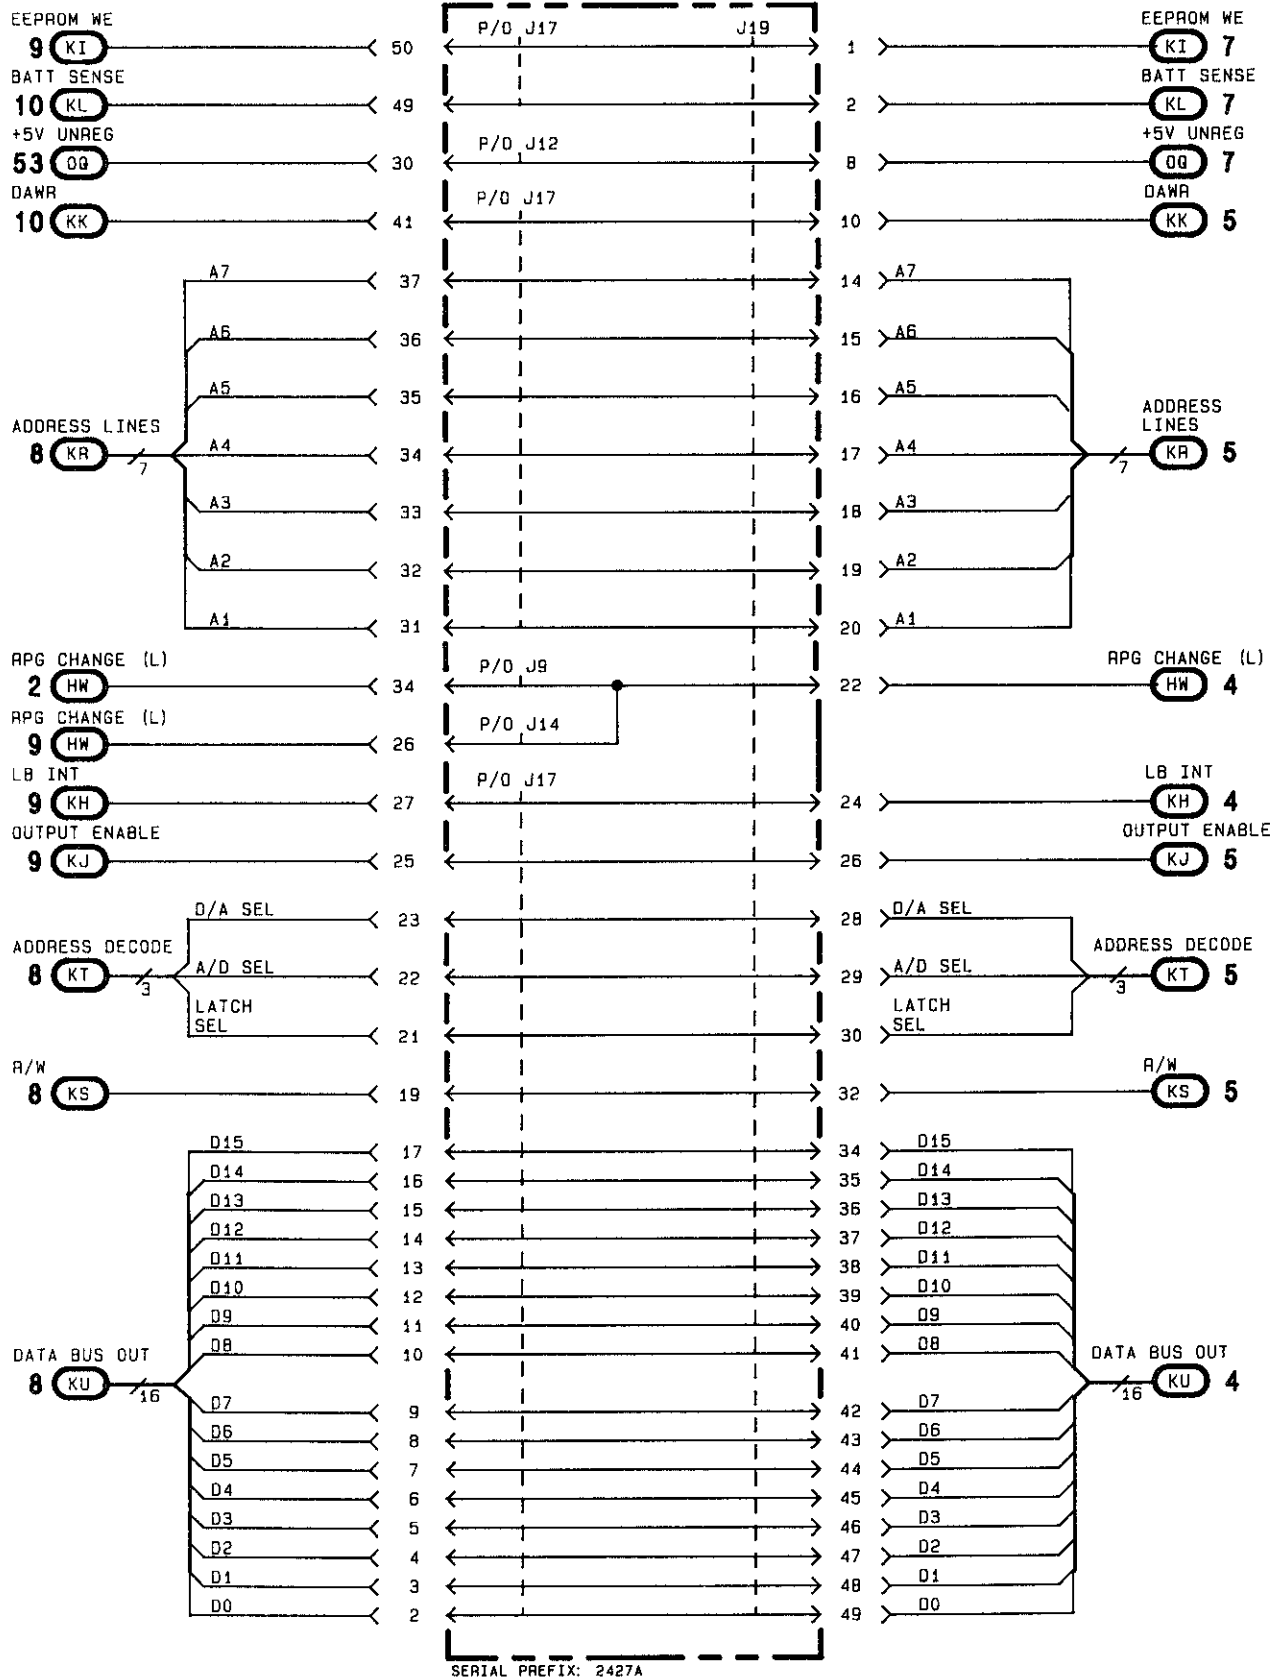 EEPROM WE P/O J17 J19 EEPROM WE
9 KI 50 1 KI 7
BATT SENSE BATT SENSE
10 KL 49 2 KL 7
+5V UNREG P/O J12 +5V UNREG
53 OQ 30 8 OQ 7
DAWR P/O J17 DAWR
10 KK 41 10 KK 5
A7 37 14 A7
A6 36 15 A6
A5 35 16 A5
ADDRESS LINES ADDRESS
LINES
8 KR 7 A4 34 17 A4 7 KR 5
A3 33 18 A3
A2 32 19 A2
A1 31 20 A1
RPG CHANGE (L) P/O J9 RPG CHANGE (L)
2 HW 34 22 HW 4
RPG CHANGE (L) P/O J14
9 HW 26
LB INT P/O J17 LB INT
9 KH 27 24 KH 4
OUTPUT ENABLE OUTPUT ENABLE
9 KJ 25 26 KJ 5
D/A SEL 23 28 D/A SEL
ADDRESS DECODE ADDRESS DECODE
8 KT 3 A/D SEL 22 29 A/D SEL 3 KT 5
LATCH LATCH
SEL 21 30 SEL
R/W R/W
8 KS 19 32 KS 5
D15 17 34 D15
D14 16 35 D14
D13 15 36 D13
D12 14 37 D12
D11 13 38 D11
D10 12 39 D10
D9 11 40 D9
D8 10 41 D8
DATA BUS OUT DATA BUS OUT
8 KU 16 16 KU 4
D7 9 42 D7
D6 8 43 D6
D5 7 44 D5
D4 6 45 D4
D3 5 46 D3
D2 4 47 D2
D1 3 48 D1
D0 2 49 D0
SERIAL PREFIX: 2427A